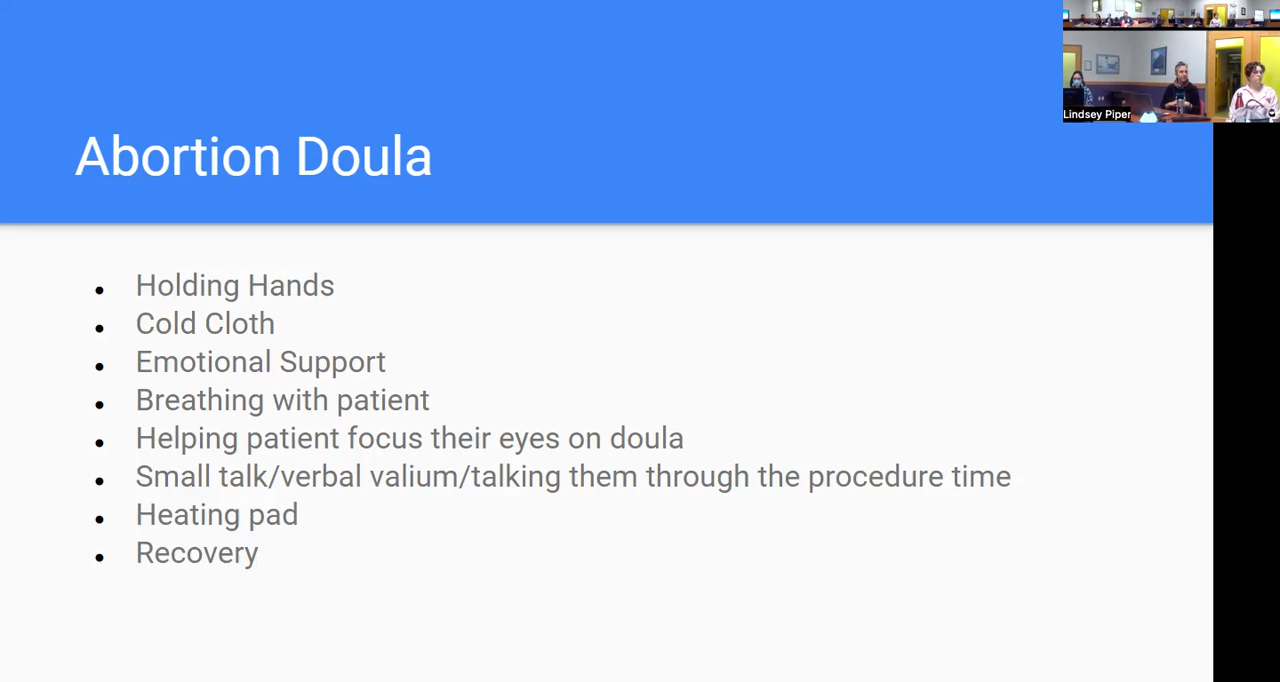 Lindsey Piper
Abortion Doula
Holding Hands
Cold Cloth
Emotional Support
Breathing with patient
Helping patient focus their eyes on doula
Small talk/verbal valium/talking them through the procedure time
Heating pad
Recovery